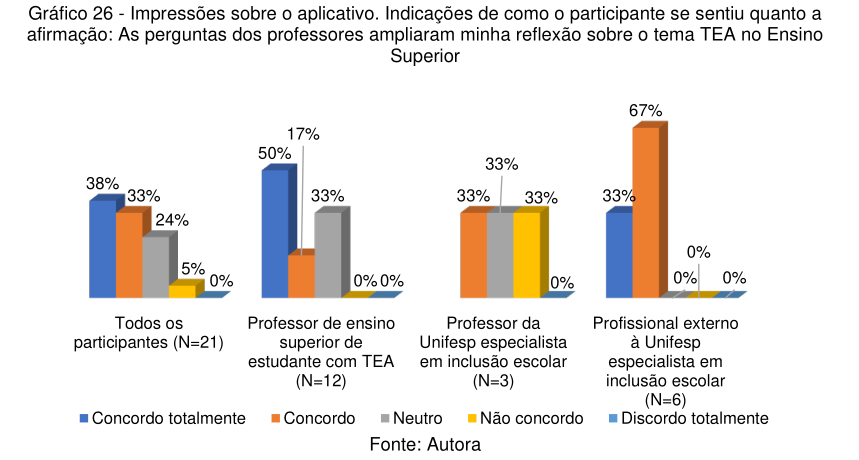 Gráfico 26 - Impressões sobre o aplicativo. Indicações de como o participante se sentiu quanto a
afirmação: As perguntas dos professores ampliaram minha reflexão sobre o tema TEA no Ensino
Superior
38%
33%
24%
5%
0%
50%
17%
33%
0%
0%
33%
33%
33%
0%
33%
67%
0%
0%
0%
Todos os
participantes (N=21)
Professor de ensino
superior de
estudante com TEA
(N=12)
Professor da
Unifesp especialista
em inclusão escolar
(N=3)
Profissional externo
à Unifesp
especialista em
inclusão escolar
(N=6)
Concordo totalmente
Concordo
Neutro
Não concordo
Discordo totalmente
Fonte: Autora